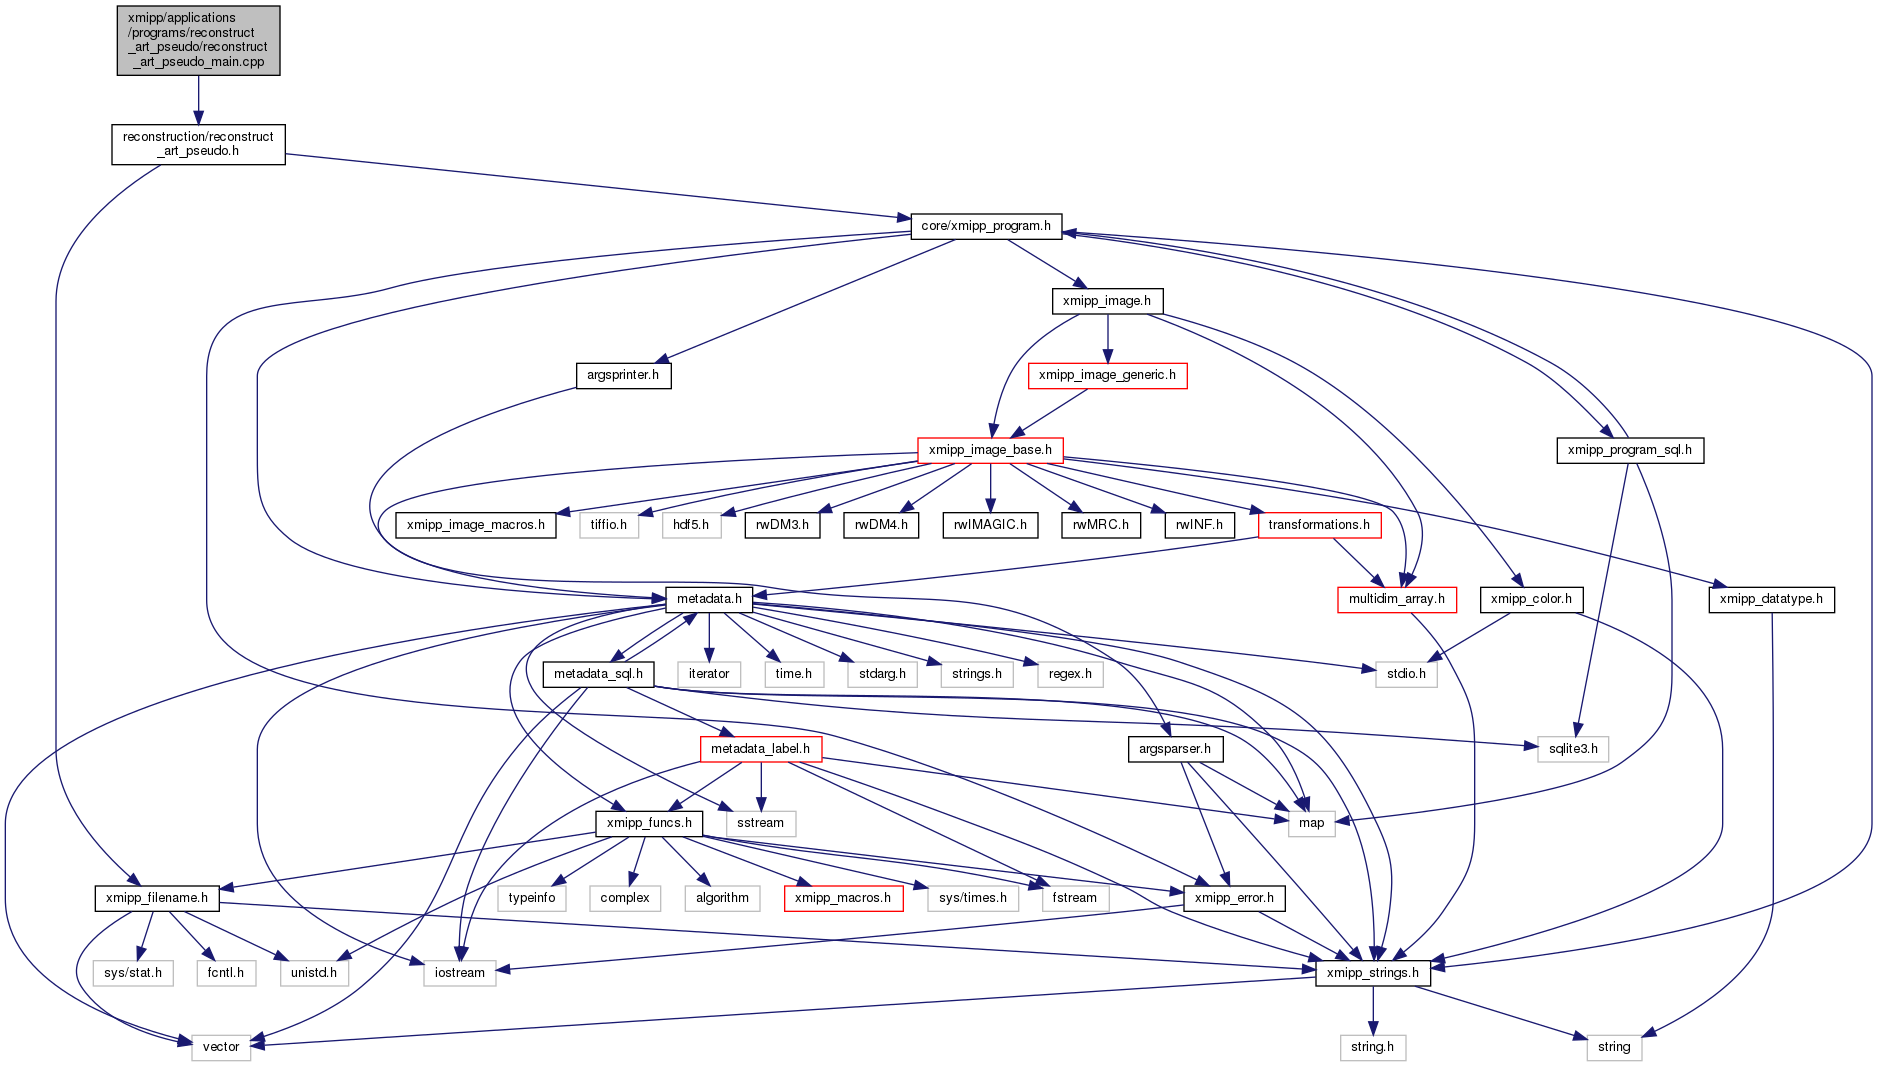 xmipp/applications
/programs/reconstruct
_art_pseudo/reconstruct
_art_pseudo_main.cpp
reconstruction/reconstruct
_art_pseudo.h
core/xmipp_program.h
xmipp_image.h
argsprinter.h
xmipp_image_generic.h
xmipp_image_base.h
xmipp_program_sql.h
xmipp_image_macros.h
tiffio.h
hdf5.h
rwDM3.h
rwDM4.h
rwIMAGIC.h
rwMRC.h
rwINF.h
transformations.h
metadata.h
multidim_array.h
xmipp_color.h
xmipp_datatype.h
metadata_sql.h
iterator
time.h
stdarg.h
strings.h
regex.h
stdio.h
metadata_label.h
argsparser.h
sqlite3.h
xmipp_funcs.h
sstream
map
xmipp_filename.h
typeinfo
complex
algorithm
xmipp_macros.h
sys/times.h
fstream
xmipp_error.h
sys/stat.h
fcntl.h
unistd.h
iostream
xmipp_strings.h
vector
string.h
string